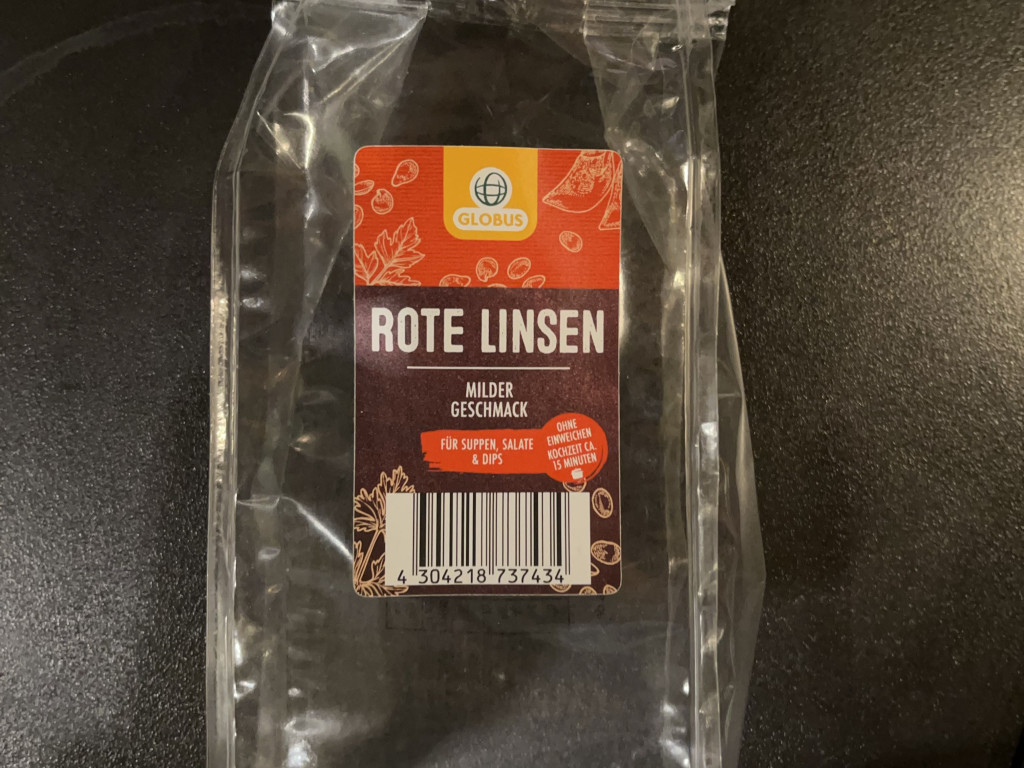 GLOBUS
ROTE LINSEN
MILDER
GESCHMACK
FÜR SUPPEN, SALATE
& DIPS
OHNE
EINWEICHEN
KOCHZEIT CA.
15 MINUTEN
4 304218 737434